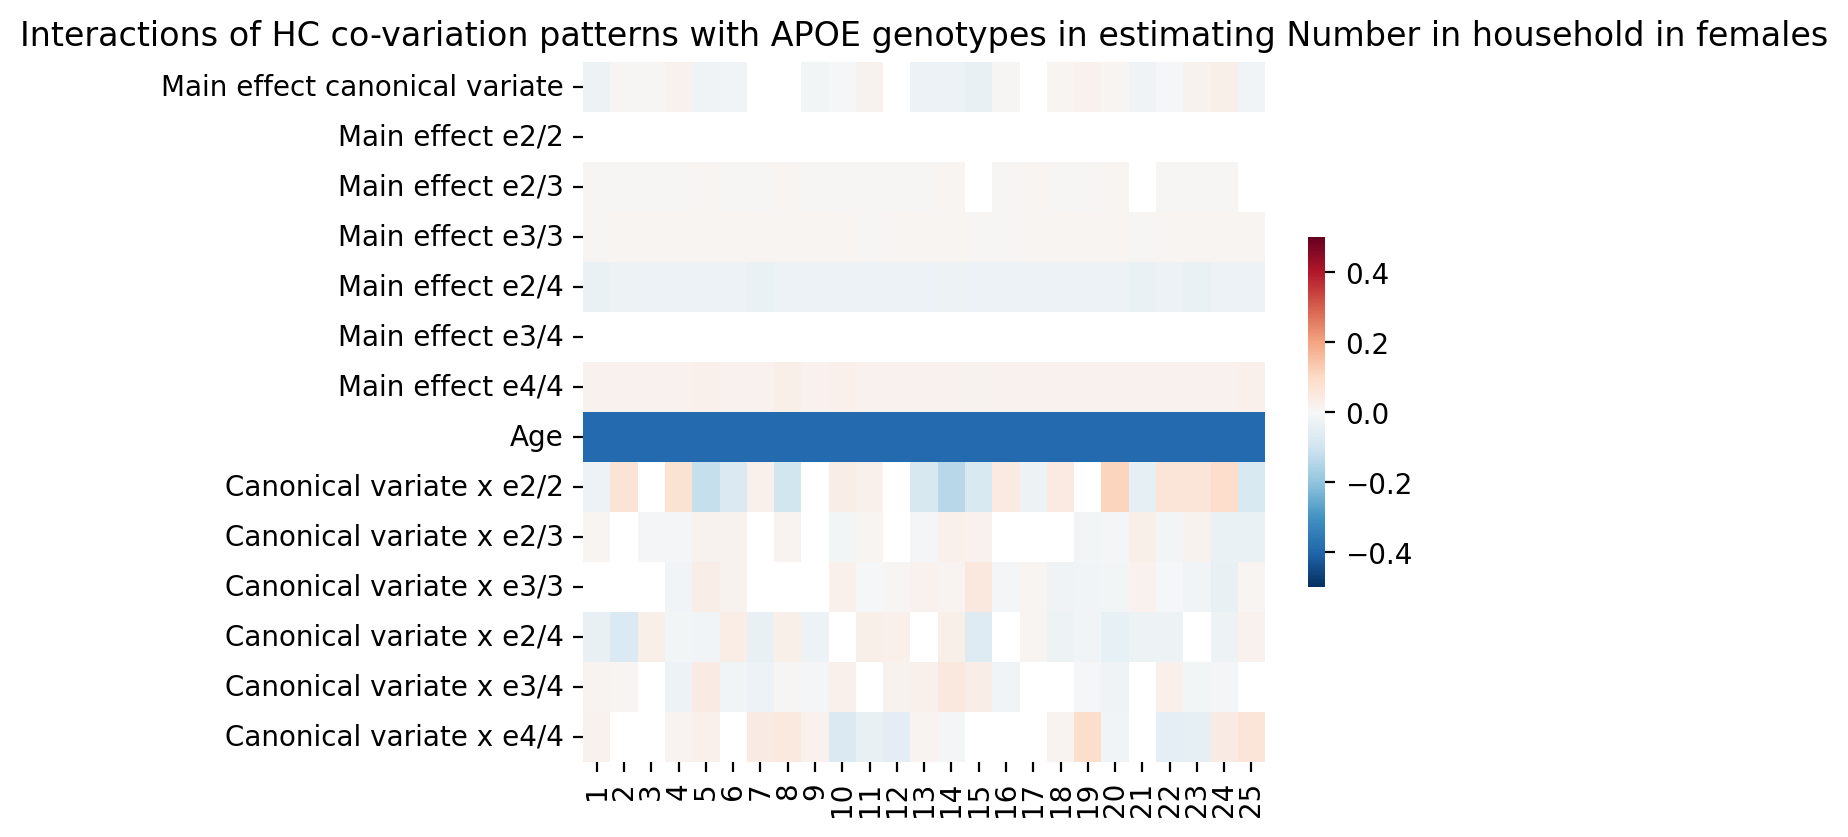 Interactions of HC co-variation patterns with APOE genotypes in estimating Number in household in females
Main effect canonical variate
Main effect e2/2
Main effect e2/3
Main effect e3/3
Main effect e2/4
Main effect e3/4
Main effect e4/4
Age
Canonical variate x e2/2
Canonical variate x e2/3
Canonical variate x e3/3
Canonical variate x e2/4
Canonical variate x e3/4
Canonical variate x e4/4
1 2 3 4 5 6 7 8 9 10 11 12 13 14 15 16 17 18 19 20 21 22 23 24 25
0.4
0.2
0.0
−0.2
−0.4